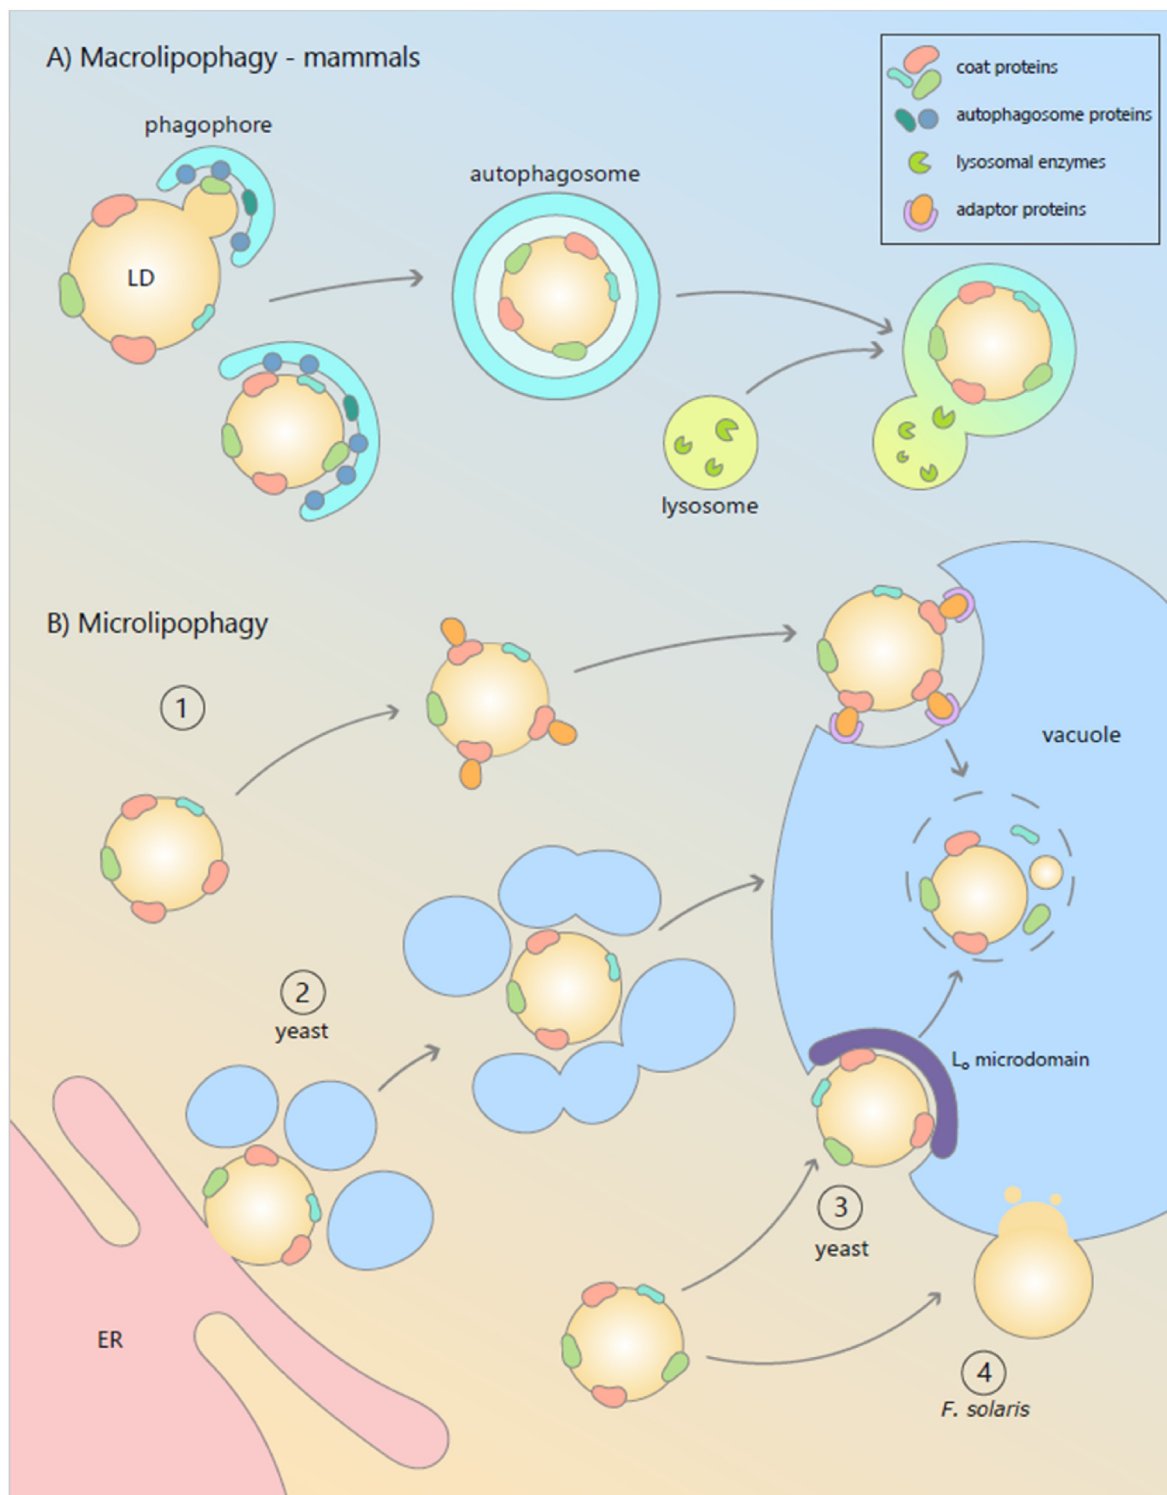 A) Macrolipophagy - mammals
coat proteins
autophagosome proteins
lysosomal enzymes
adaptor proteins
phagophore
autophagosome
LD
lysosome
B) Microlipophagy
1
vacuole
2
yeast
Lₒ microdomain
3
yeast
ER
4
F. solaris